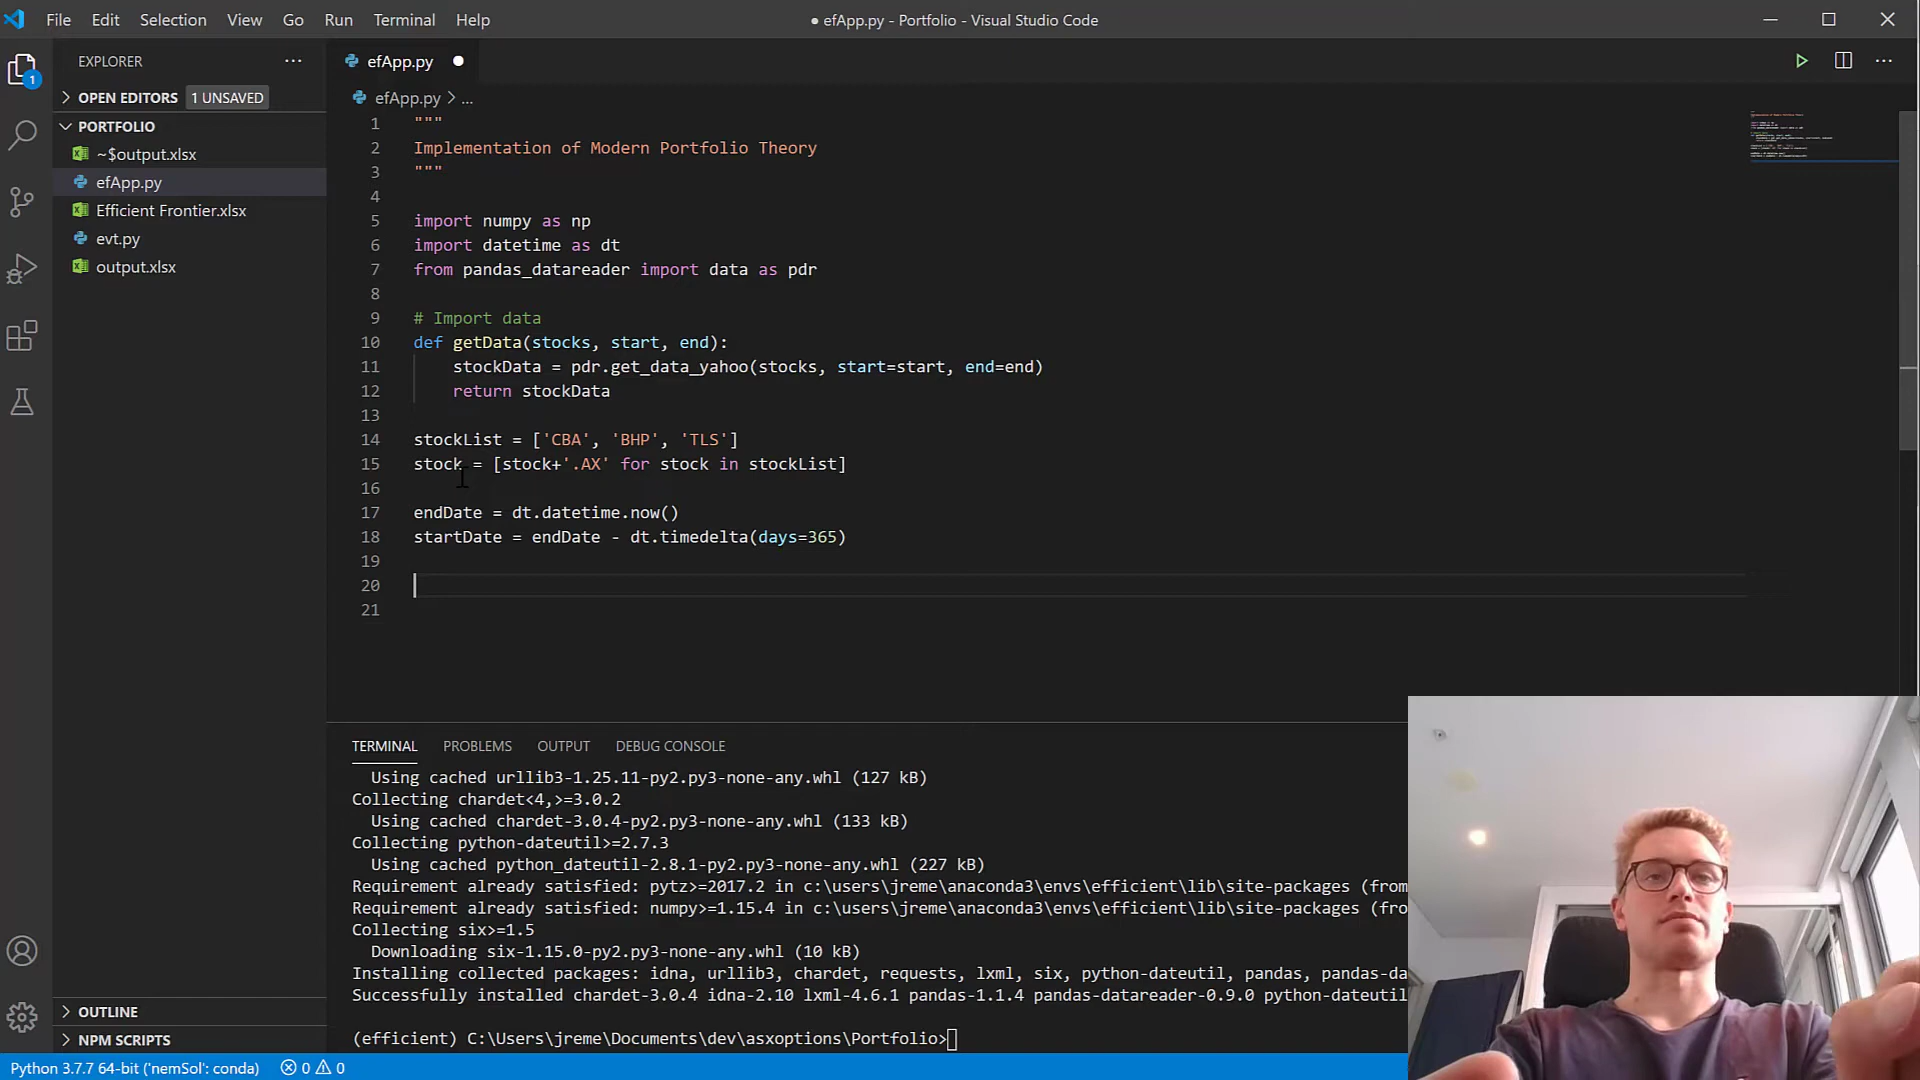 File Edit Selection View Go Run Terminal Help
● efApp.py - Portfolio - Visual Studio Code
EXPLORER
1
OPEN EDITORS 1 UNSAVED
PORTFOLIO
~$output.xlsx
efApp.py
Efficient Frontier.xlsx
evt.py
output.xlsx
OUTLINE
NPM SCRIPTS
efApp.py
efApp.py > ...
1 """
2 Implementation of Modern Portfolio Theory
3 """
4
5 import numpy as np
6 import datetime as dt
7 from pandas_datareader import data as pdr
8
9 # Import data
10 def getData(stocks, start, end):
11 stockData = pdr.get_data_yahoo(stocks, start=start, end=end)
12 return stockData
13
14 stockList = ['CBA', 'BHP', 'TLS']
15 stock = [stock+'.AX' for stock in stockList]
16
17 endDate = dt.datetime.now()
18 startDate = endDate - dt.timedelta(days=365)
19
20
21
TERMINAL PROBLEMS OUTPUT DEBUG CONSOLE
Using cached urllib3-1.25.11-py2.py3-none-any.whl (127 kB)
Collecting chardet<4,>=3.0.2
Using cached chardet-3.0.4-py2.py3-none-any.whl (133 kB)
Collecting python-dateutil>=2.7.3
Using cached python_dateutil-2.8.1-py2.py3-none-any.whl (227 kB)
Requirement already satisfied: pytz>=2017.2 in c:\users\jreme\anaconda3\envs\efficient\lib\site-packages (from
Requirement already satisfied: numpy>=1.15.4 in c:\users\jreme\anaconda3\envs\efficient\lib\site-packages (fro
Collecting six>=1.5
Downloading six-1.15.0-py2.py3-none-any.whl (10 kB)
Installing collected packages: idna, urllib3, chardet, requests, lxml, six, python-dateutil, pandas, pandas-da
Successfully installed chardet-3.0.4 idna-2.10 lxml-4.6.1 pandas-1.1.4 pandas-datareader-0.9.0 python-dateutil
(efficient) C:\Users\jreme\Documents\dev\asxoptions\Portfolio>
Python 3.7.7 64-bit ('nemSol': conda) 0 0